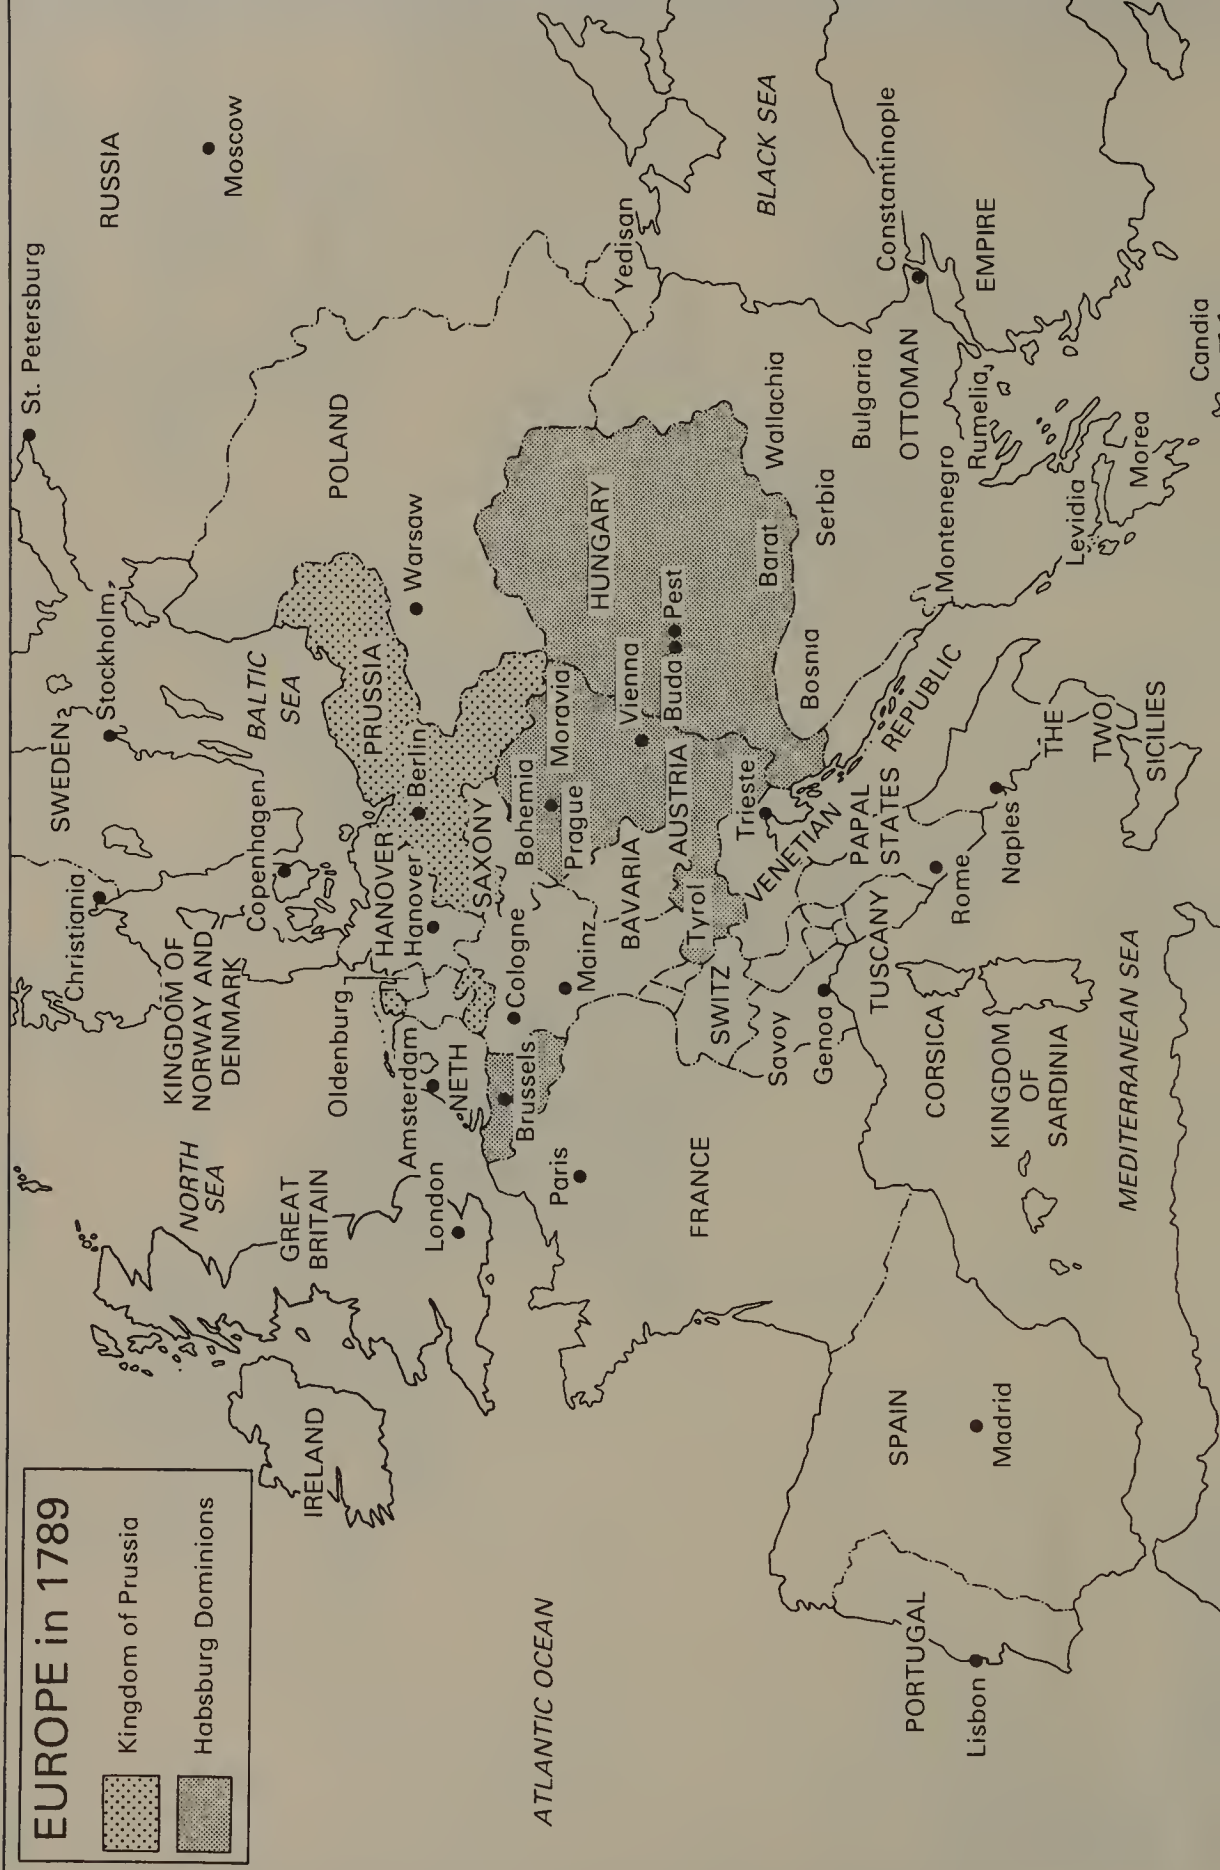 EUROPE in 1789
Kingdom of Prussia
Habsburg Dominions
St. Petersburg
RUSSIA
Moscow
SWEDEN
Stockholm
Christiania
KINGDOM OF
NORWAY AND
DENMARK
Copenhagen
BALTIC
SEA
NORTH
SEA
GREAT
BRITAIN
IRELAND
London
Oldenburg
Amsterdam
NETH
HANOVER
Hanover
PRUSSIA
Berlin
POLAND
Warsaw
SAXONY
Cologne
Brussels
Mainz
Bohemia
Prague
Moravia
HUNGARY
Vienna
Buda
Pest
AUSTRIA
BAVARIA
Tyrol
Trieste
Barat
Yedisan
BLACK SEA
Paris
FRANCE
SWITZ
Savoy
Genoa
VENETIAN
REPUBLIC
Bosnia
Serbia
Wallachia
Bulgaria
Constantinople
OTTOMAN
EMPIRE
Montenegro
Rumelia
Levidia
Morea
Candia
PAPAL
STATES
TUSCANY
Rome
Naples
THE
TWO
SICILIES
CORSICA
KINGDOM
OF
SARDINIA
MEDITERRANEAN SEA
ATLANTIC OCEAN
SPAIN
Madrid
PORTUGAL
Lisbon